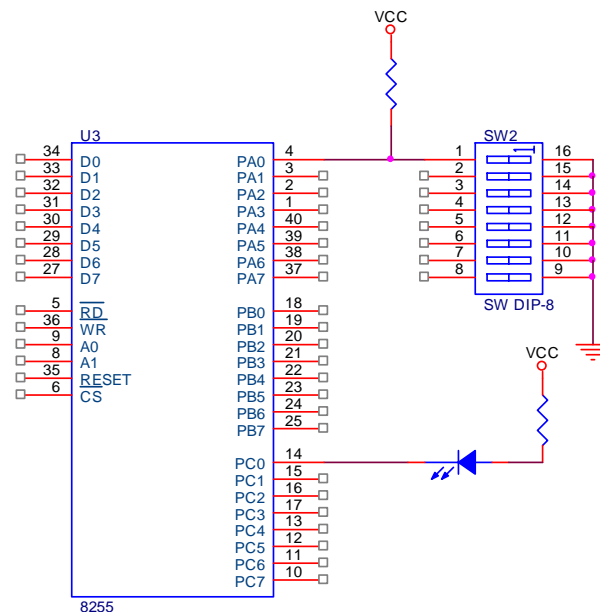 VCC
U3
SW2
34 D0 PA0 4 1 16
33 D1 PA1 3 2 15
32 D2 PA2 2 3 14
31 D3 PA3 1 4 13
30 D4 PA4 40 5 12
29 D5 PA5 39 6 11
28 D6 PA6 38 7 10
27 D7 PA7 37 8 9
SW DIP-8
5 RD PB0 18
36 WR PB1 19
9 A0 PB2 20
8 A1 PB3 21
35 RESET PB4 22
6 CS PB5 23
PB6 24
PB7 25
VCC
PC0 14
PC1 15
PC2 16
PC3 17
PC4 13
PC5 12
PC6 11
PC7 10
8255